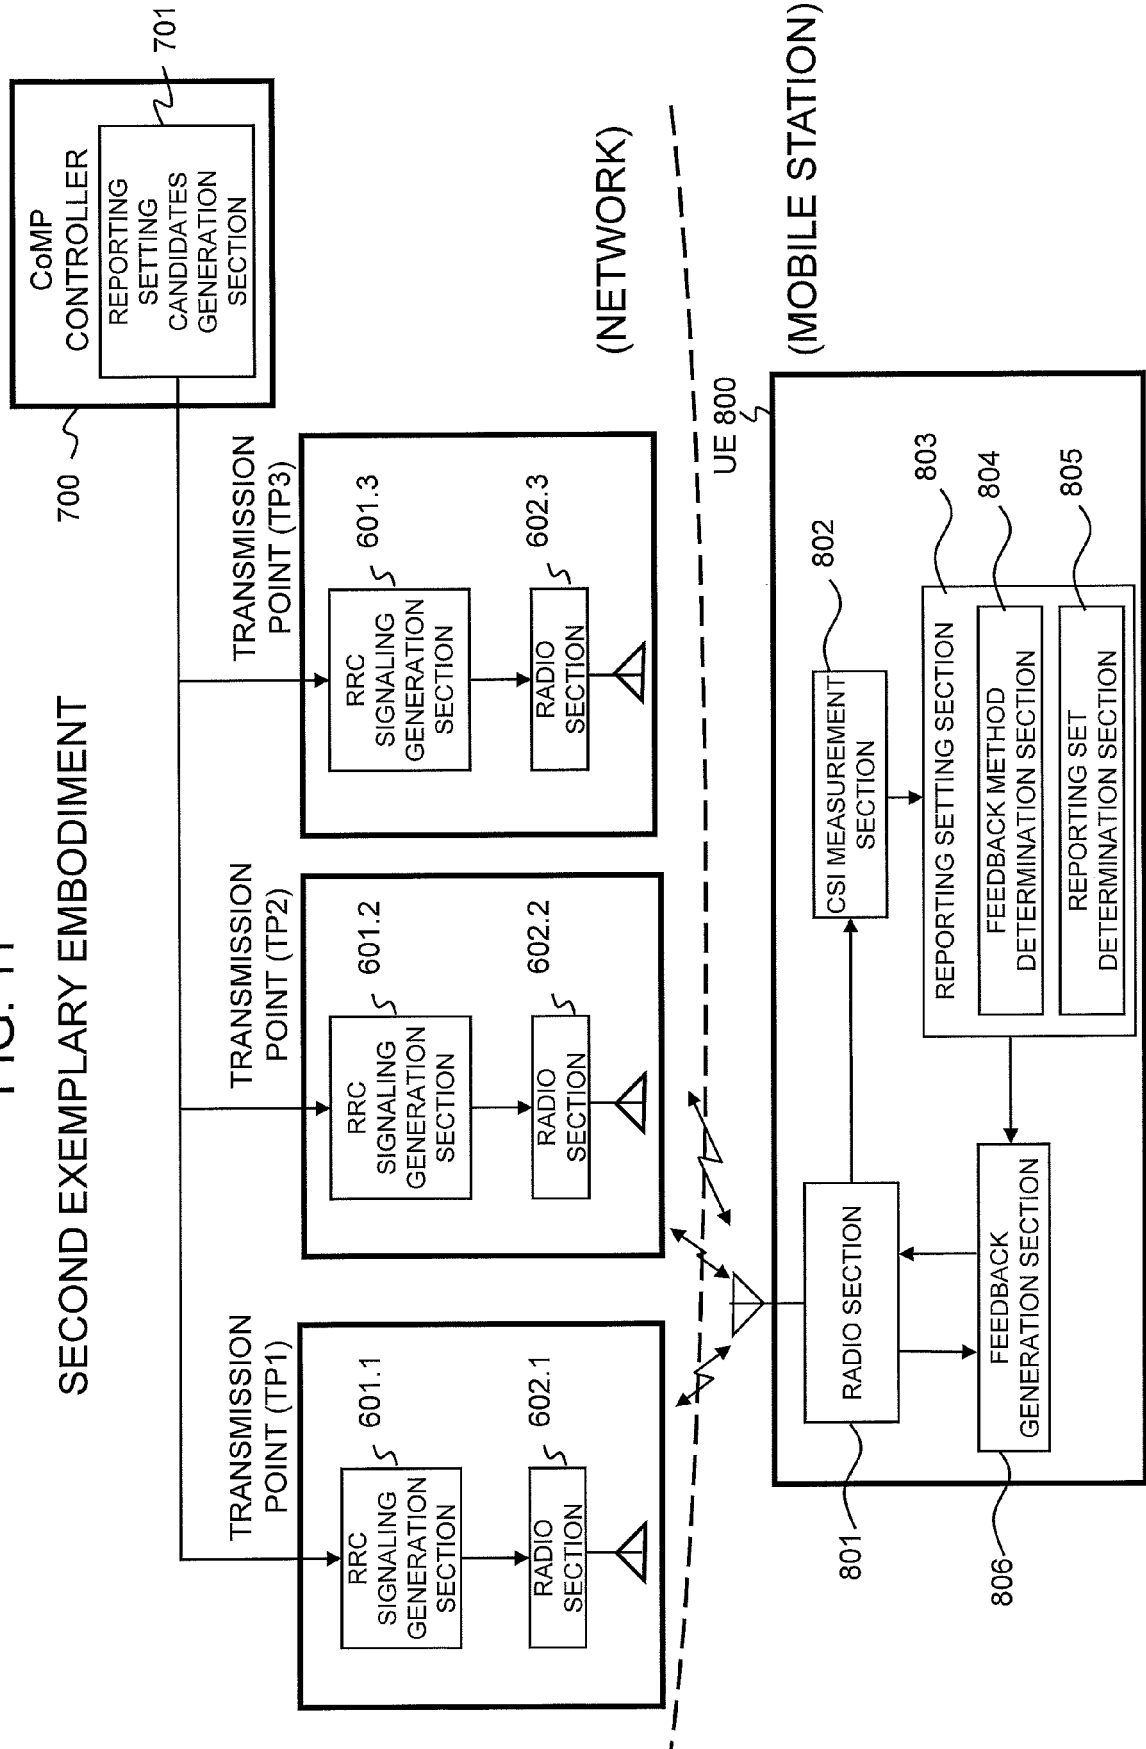 SECOND EXEMPLARY EMBODIMENT
CoMP
CONTROLLER
REPORTING
SETTING
CANDIDATES
GENERATION
SECTION
701
700
TRANSMISSION
POINT (TP1)
601.1
RRC
SIGNALING
GENERATION
SECTION
602.1
RADIO
SECTION
TRANSMISSION
POINT (TP2)
601.2
RRC
SIGNALING
GENERATION
SECTION
602.2
RADIO
SECTION
TRANSMISSION
POINT (TP3)
601.3
RRC
SIGNALING
GENERATION
SECTION
602.3
RADIO
SECTION
(NETWORK)
(MOBILE STATION)
UE 800
RADIO SECTION
801
CSI MEASUREMENT
SECTION
802
REPORTING SETTING SECTION
803
FEEDBACK METHOD
DETERMINATION SECTION
804
REPORTING SET
DETERMINATION SECTION
805
FEEDBACK
GENERATION SECTION
806